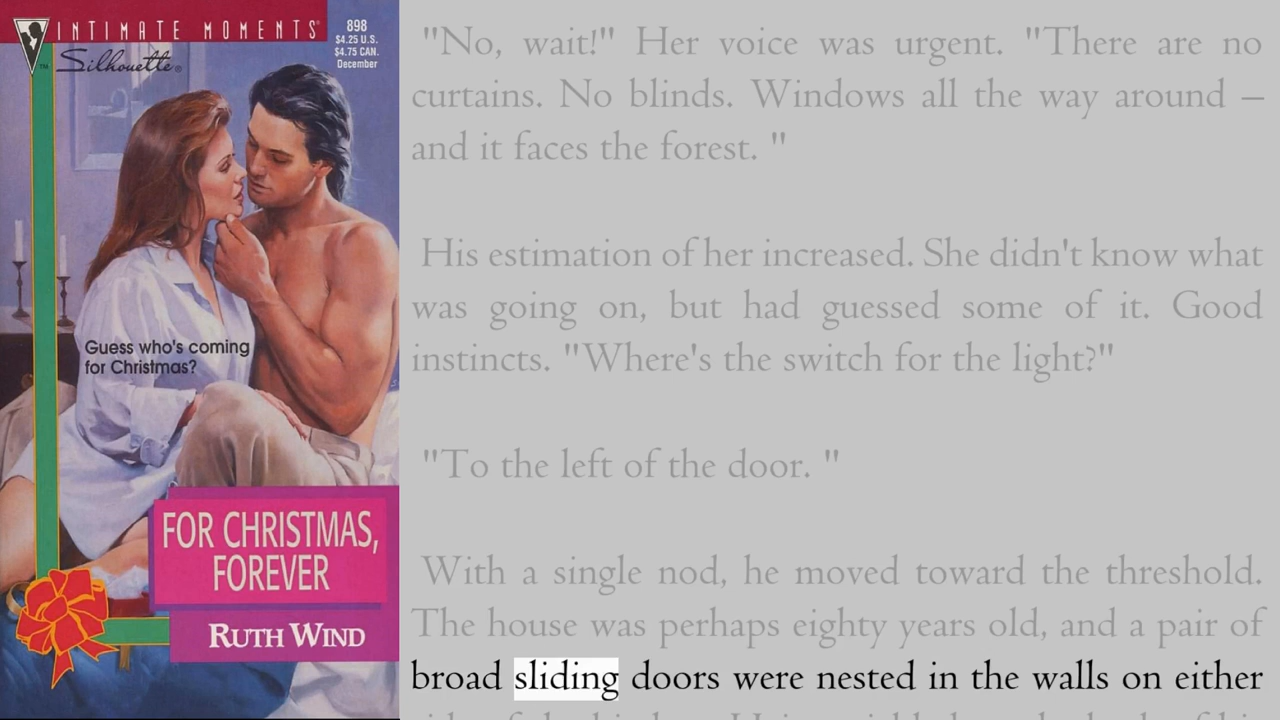 INTIMATE MOMENTS®
898
$4.25 U.S.
$4.75 CAN.
December
TM
Silhouette®
Guess who's coming
for Christmas?
FOR CHRISTMAS,
FOREVER
RUTH WIND
"No, wait!" Her voice was urgent. "There are no
curtains. No blinds. Windows all the way around –
and it faces the forest. "
His estimation of her increased. She didn't know what
was going on, but had guessed some of it. Good
instincts. "Where's the switch for the light?"
"To the left of the door. "
With a single nod, he moved toward the threshold.
The house was perhaps eighty years old, and a pair of
broad sliding doors were nested in the walls on either